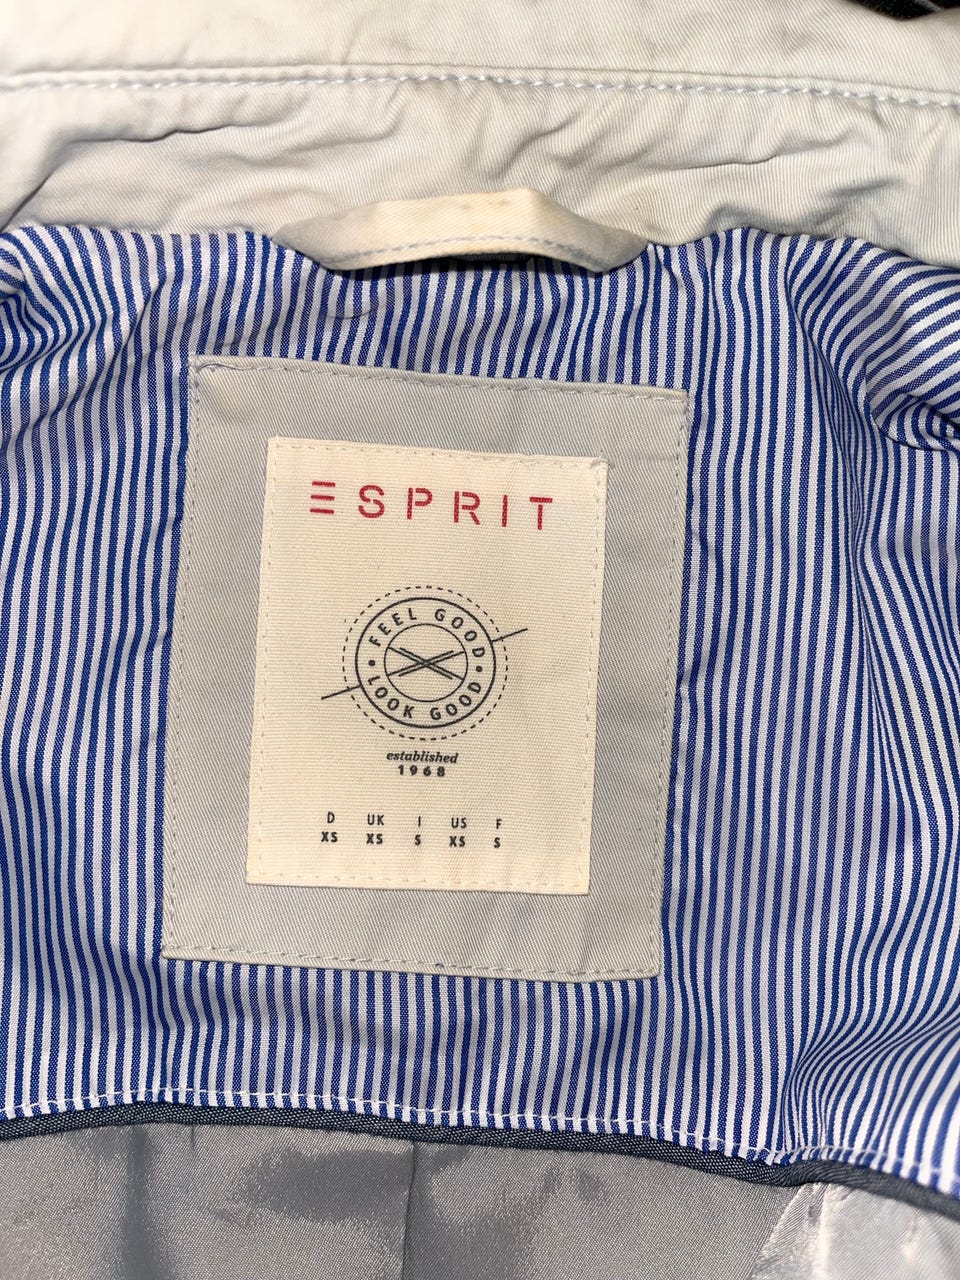 ESPRIT
FEEL GOOD
• LOOK GOOD •
established
1968
D UK I US F
XS XS S XS S